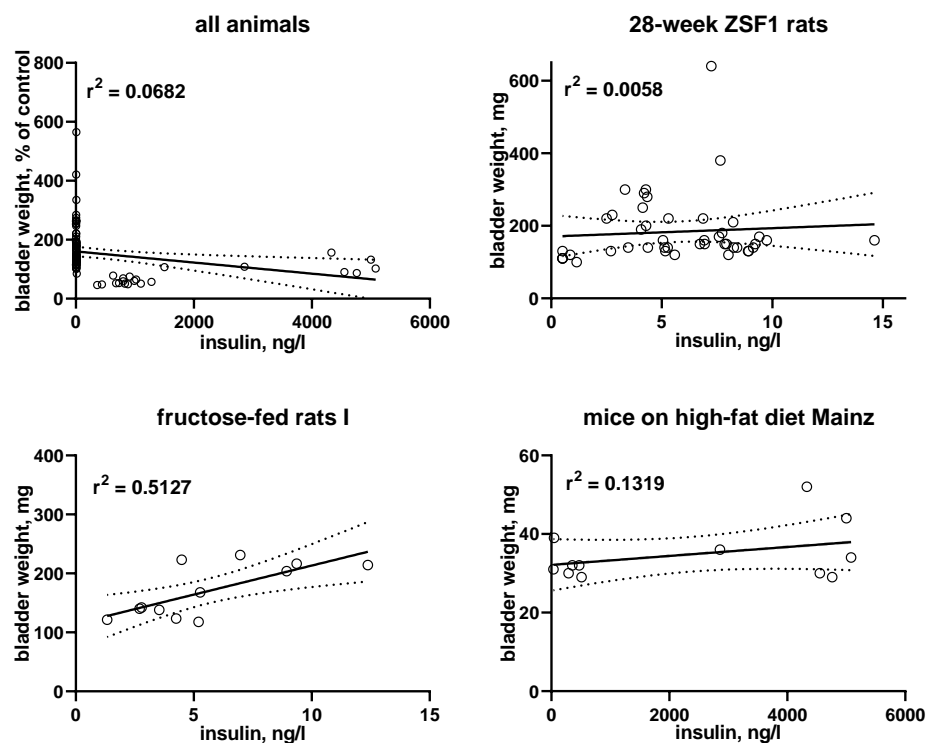 all animals
r² = 0.0682
bladder weight, % of control
800
600
400
200
0
0 2000 4000 6000
insulin, ng/l
28-week ZSF1 rats
r² = 0.0058
bladder weight, mg
600
400
200
0
0 5 10 15
insulin, ng/l
fructose-fed rats I
r² = 0.5127
bladder weight, mg
400
300
200
100
0
0 5 10 15
insulin, ng/l
mice on high-fat diet Mainz
r² = 0.1319
bladder weight, mg
60
40
20
0
0 2000 4000 6000
insulin, ng/l